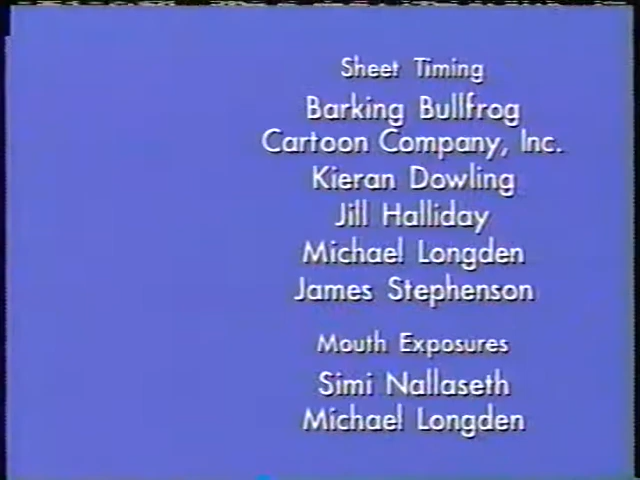 Sheet Timing
Barking Bullfrog
Cartoon Company, Inc.
Kieran Dowling
Jill Halliday
Michael Longden
James Stephenson
Mouth Exposures
Simi Nallaseth
Michael Longden